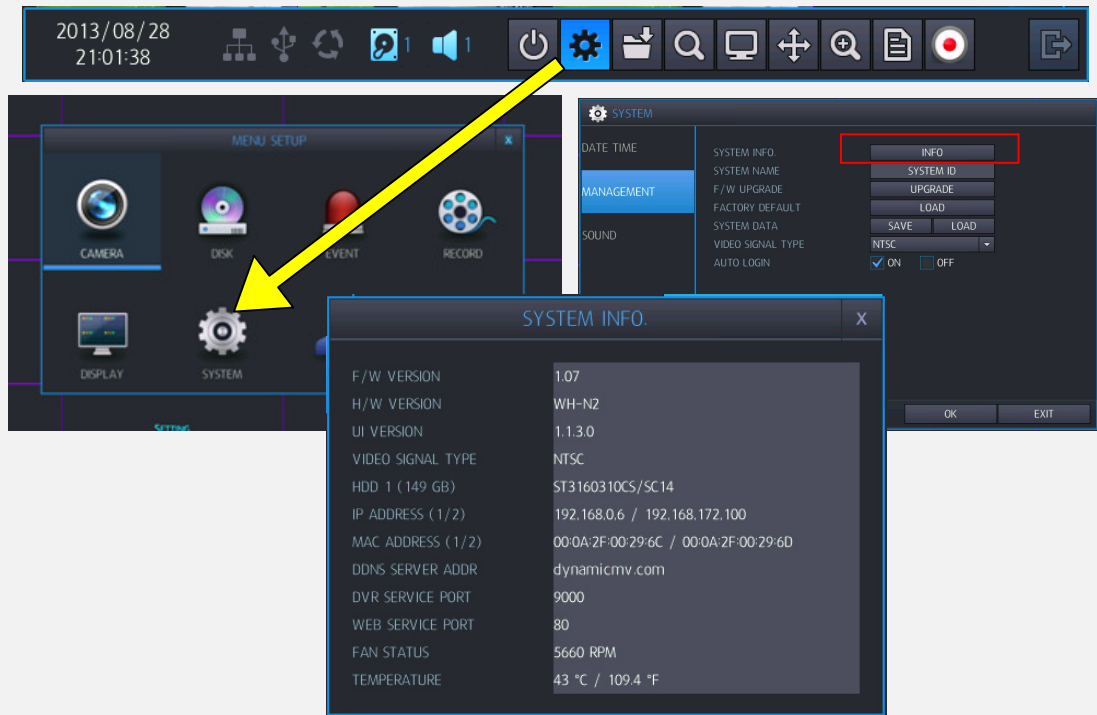 2013/08/28
21:01:38
1
1
MENU SETUP
x
CAMERA
DISK
EVENT
RECORD
DISPLAY
SYSTEM
SETTING
SYSTEM
DATE TIME
MANAGEMENT
SOUND
SYSTEM INFO. INFO
SYSTEM NAME SYSTEM ID
F/W UPGRADE UPGRADE
FACTORY DEFAULT LOAD
SYSTEM DATA SAVE LOAD
VIDEO SIGNAL TYPE NTSC
AUTO LOGIN ON OFF
OK EXIT
SYSTEM INFO. X
F/W VERSION 1.07
H/W VERSION WH-N2
UI VERSION 1.1.3.0
VIDEO SIGNAL TYPE NTSC
HDD 1 (149 GB) ST3160310CS/SC14
IP ADDRESS (1/2) 192.168.0.6 / 192.168.172.100
MAC ADDRESS (1/2) 00:0A:2F:00:29:6C / 00:0A:2F:00:29:6D
DDNS SERVER ADDR dynamicmv.com
DVR SERVICE PORT 9000
WEB SERVICE PORT 80
FAN STATUS 5660 RPM
TEMPERATURE 43 °C / 109.4 °F